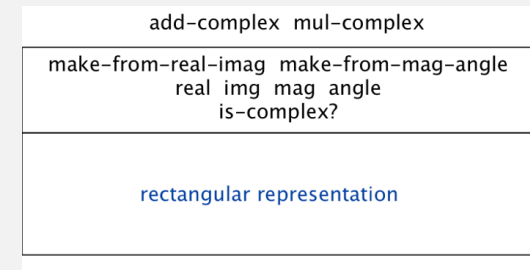 add-complex mul-complex
make-from-real-imag make-from-mag-angle
real img mag angle
is-complex?
rectangular representation